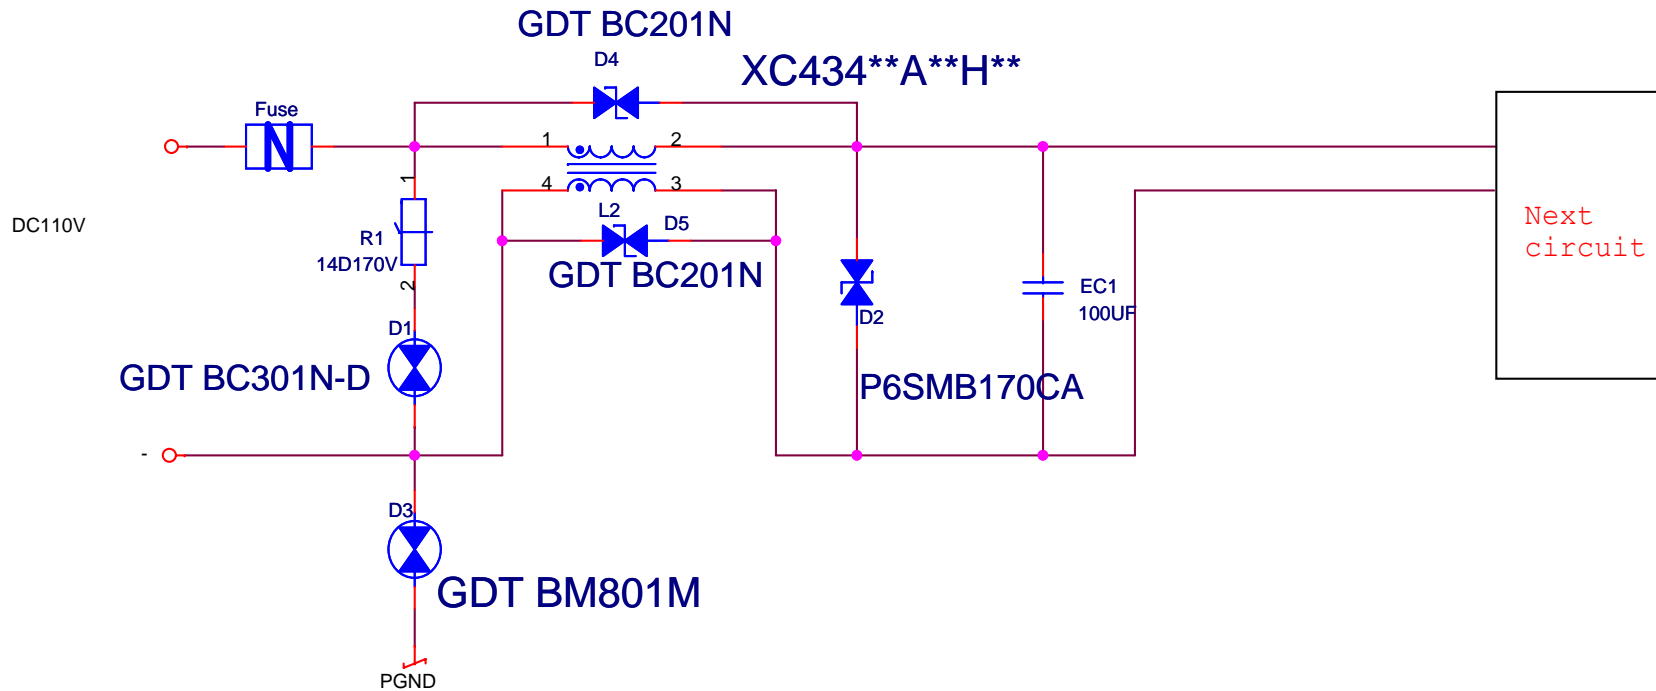 GDT BC201N
D4
XC434**A**H**
Fuse
N
1
2
4
3
1
L2
D5
Next
circuit
DC110V
R1
14D170V
GDT BC201N
2
EC1
100UF
D2
D1
GDT BC301N-D
P6SMB170CA
-
D3
GDT BM801M
PGND